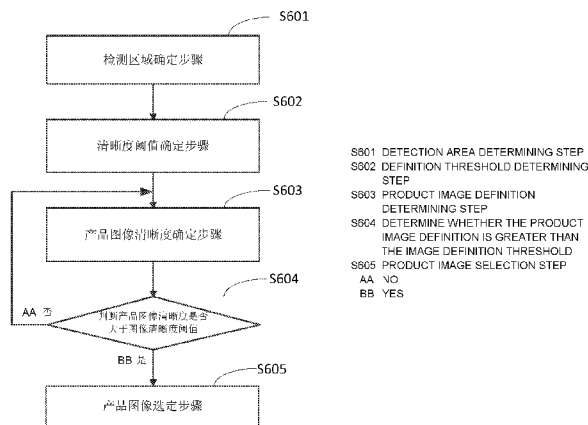 S601
检测区域确定步骤
S602
清晰度阈值确定步骤
S603
产品图像清晰度确定步骤
S604
判断产品图像清晰度是否
大于图像清晰度阈值
AA 否
BB 是
S605
产品图像选定步骤
S601 DETECTION AREA DETERMINING STEP
S602 DEFINITION THRESHOLD DETERMINING
STEP
S603 PRODUCT IMAGE DEFINITION
DETERMINING STEP
S604 DETERMINE WHETHER THE PRODUCT
IMAGE DEFINITION IS GREATER THAN
THE IMAGE DEFINITION THRESHOLD
S605 PRODUCT IMAGE SELECTION STEP
AA NO
BB YES